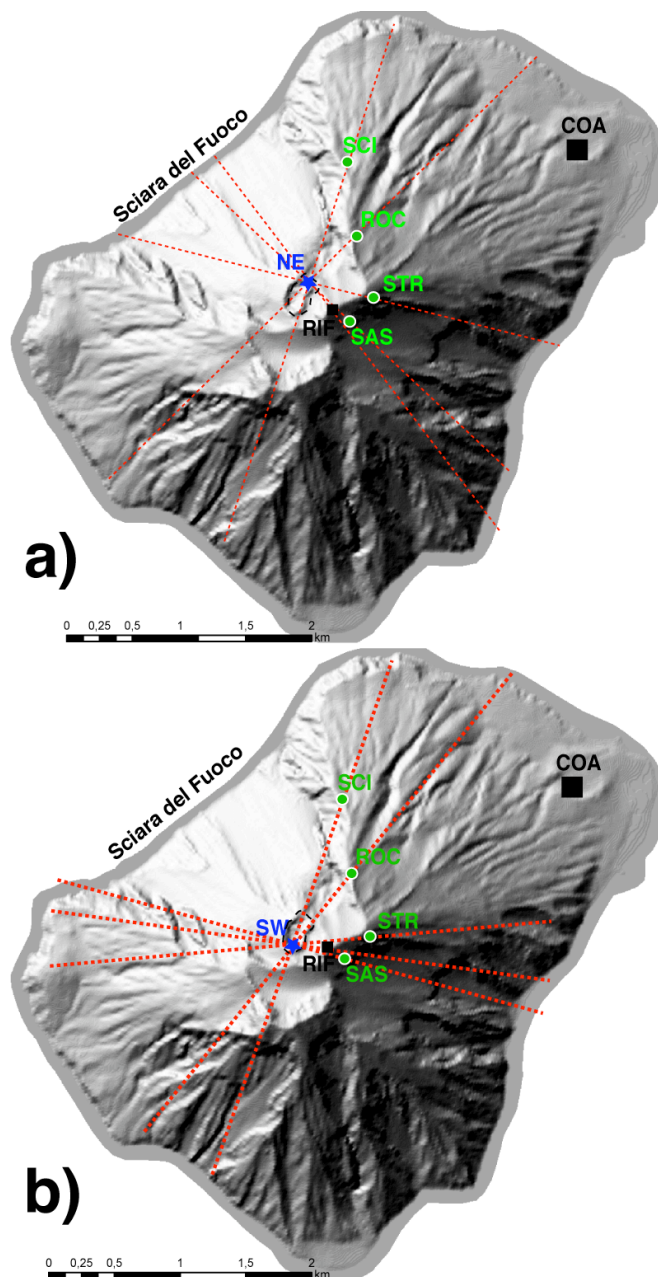 COA
Sciara del Fuoco
SCI
ROC
NE
STR
RIF
SAS
a)
0 0,25 0,5 1 1,5 2
km
Sciara del Fuoco
COA
SCI
ROC
SW
STR
RIF
SAS
b)
0 0,25 0,5 1 1,5 2
km